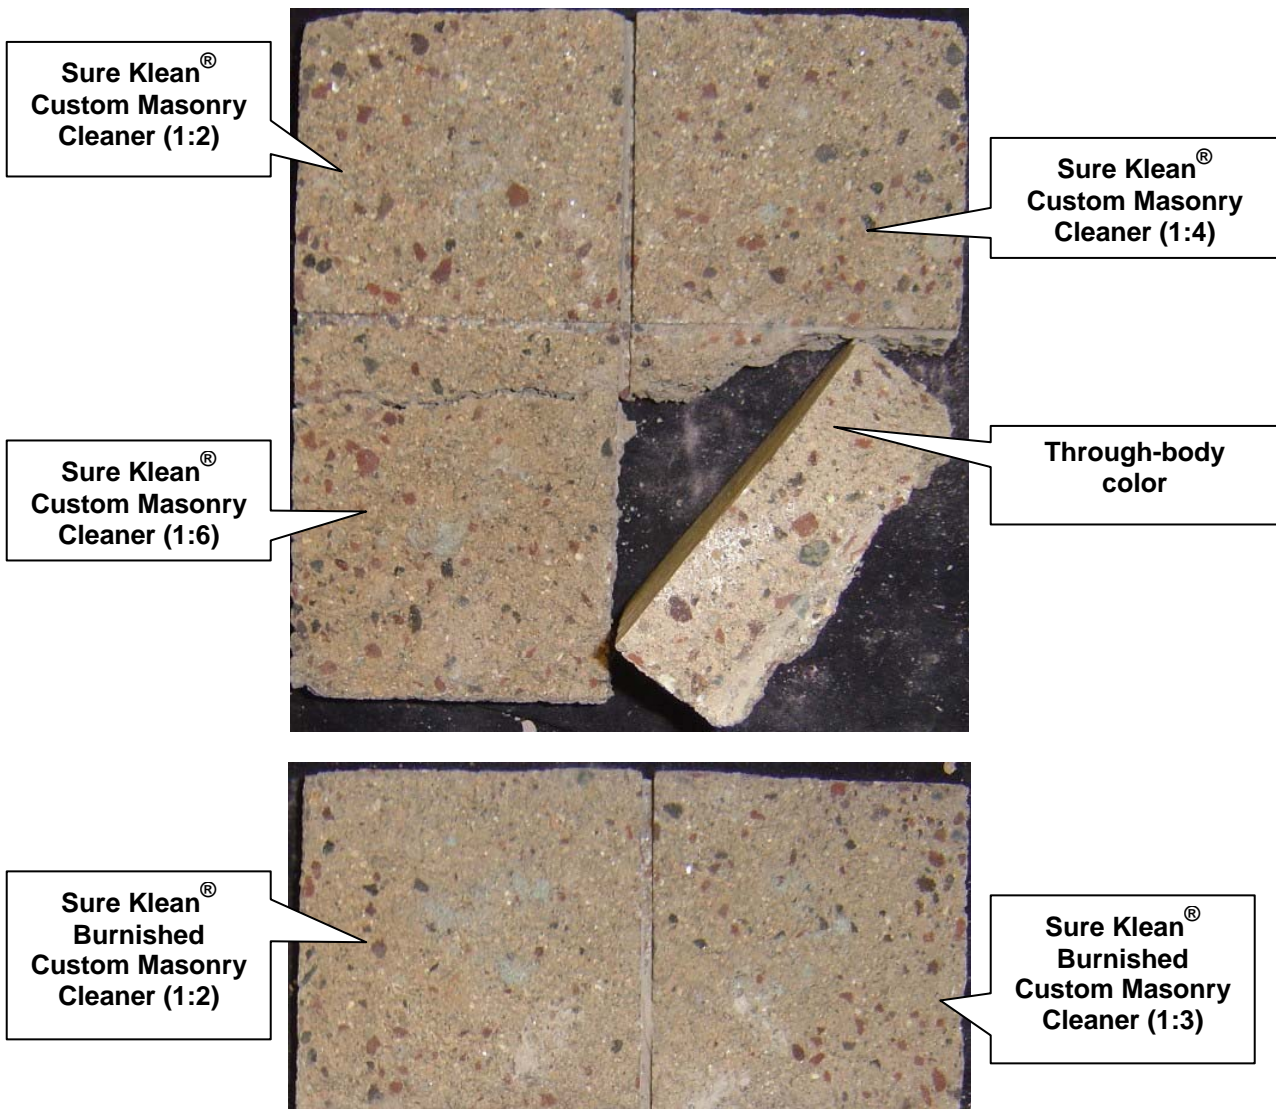 Sure Klean®
Custom Masonry
Cleaner (1:2)
Sure Klean®
Custom Masonry
Cleaner (1:4)
Sure Klean®
Custom Masonry
Cleaner (1:6)
Through-body
color
Sure Klean®
Burnished
Custom Masonry
Cleaner (1:2)
Sure Klean®
Burnished
Custom Masonry
Cleaner (1:3)